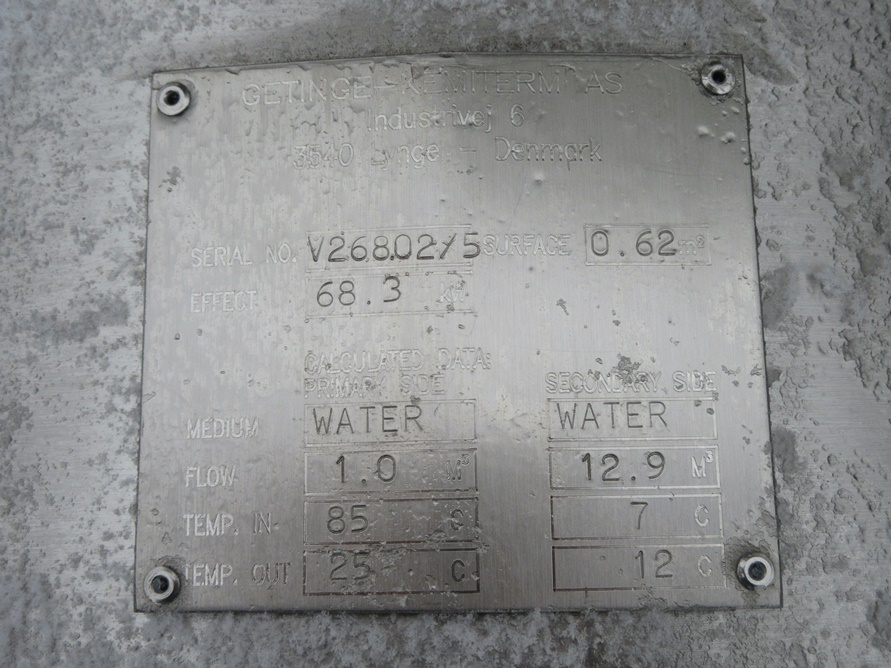 GETINGE-KEMITERM AS
Industrivej 6
3540 Lynge - Denmark
SERIAL NO. V26802/5 SURFACE 0.62 m²
EFFECT 68.3 kW
CALCULATED DATA:
PRIMARY SIDE SECONDARY SIDE
MEDIUM WATER WATER
FLOW 1.0 M³ 12.9 M³
TEMP. IN 85 C 7 C
TEMP. OUT 25 C 12 C